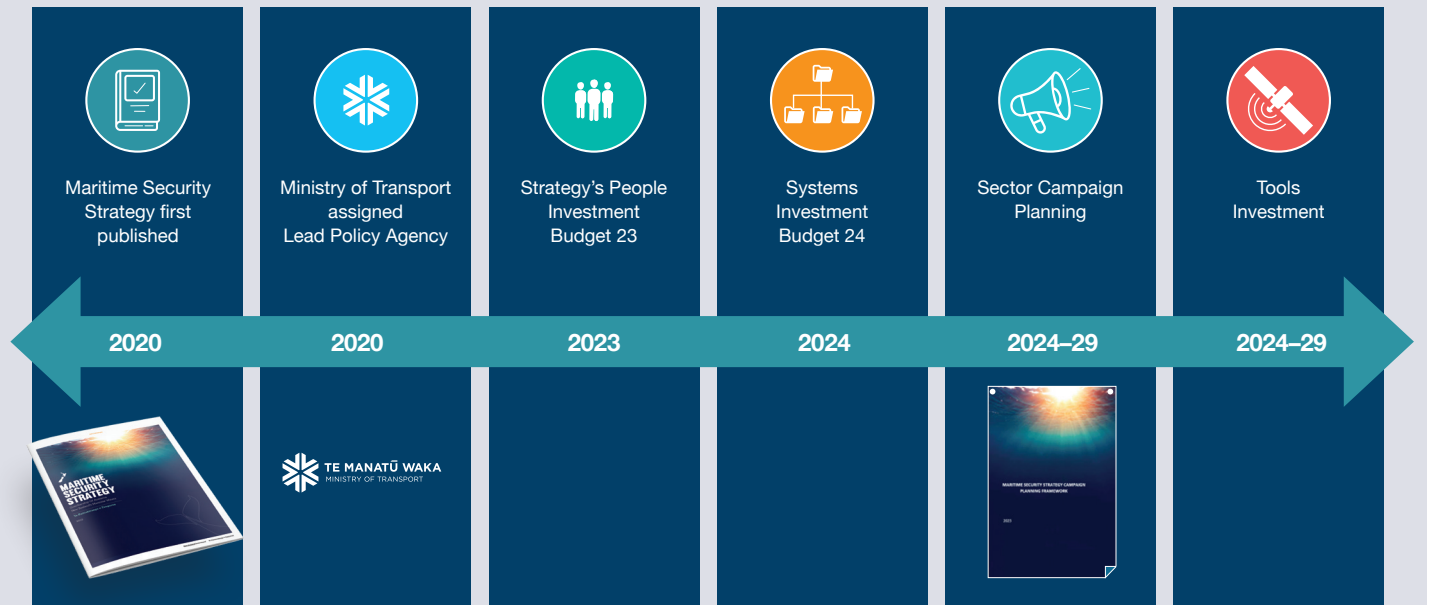 Maritime Security
Strategy first
published
Ministry of Transport
assigned
Lead Policy Agency
Strategy's People
Investment
Budget 23
Systems
Investment
Budget 24
Sector Campaign
Planning
Tools
Investment
2020
2020
2023
2024
2024–29
2024–29
MARITIME
SECURITY
STRATEGY
TE MANATŪ WAKA
MINISTRY OF TRANSPORT
MARITIME SECURITY STRATEGY CAMPAIGN
PLANNING FRAMEWORK
2023